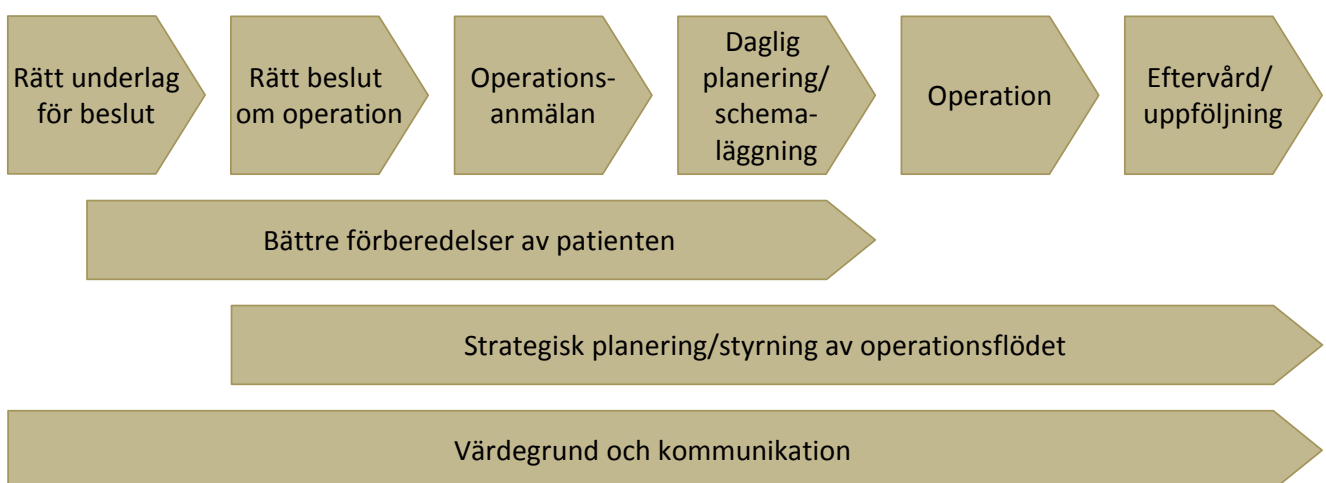 Rätt underlag
för beslut
Rätt beslut
om operation
Operations-
anmälan
Daglig
planering/
schema-
läggning
Operation
Eftervård/
uppföljning
Bättre förberedelser av patienten
Strategisk planering/styrning av operationsflödet
Värdegrund och kommunikation